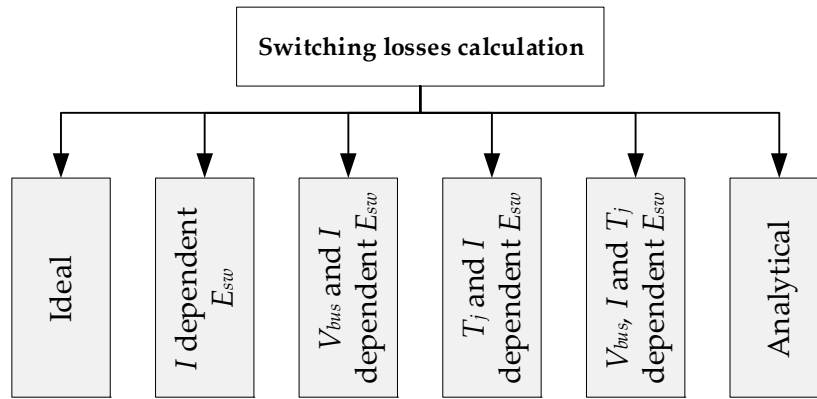 Switching losses calculation
Ideal
I dependent
Esw
Vbus and I
dependent Esw
Tj and I
dependent Esw
Vbus, I and Tj
dependent Esw
Analytical